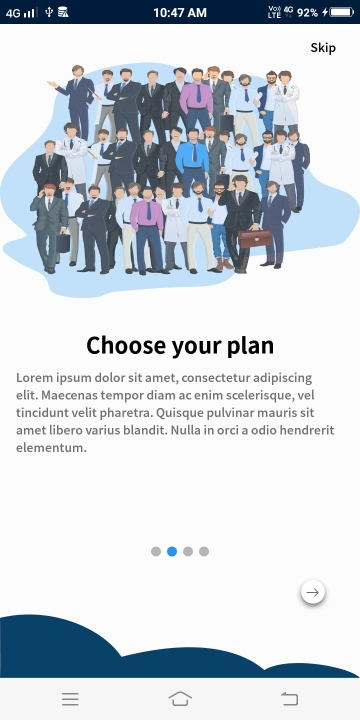 4G 10:47 AM Vo) LTE 4G 92%
Skip
Choose your plan
Lorem ipsum dolor sit amet, consectetur adipiscing
elit. Maecenas tempor diam ac enim scelerisque, vel
tincidunt velit pharetra. Quisque pulvinar mauris sit
amet libero varius blandit. Nulla in orci a odio hendrerit
elementum.